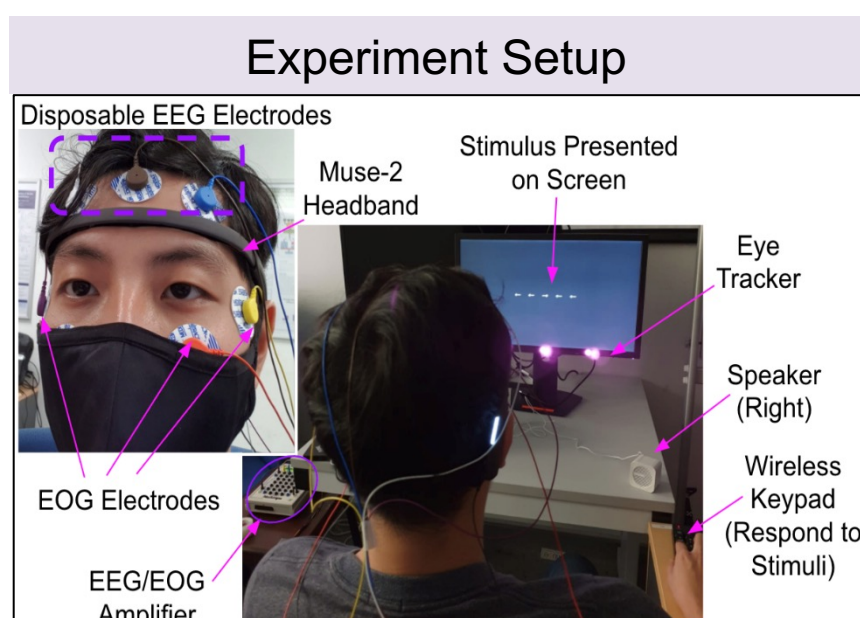 Experiment Setup
Disposable EEG Electrodes
Muse-2
Headband
Stimulus Presented
on Screen
Eye
Tracker
Speaker
(Right)
Wireless
Keypad
(Respond to
Stimuli)
EOG Electrodes
EEG/EOG
Amplifier